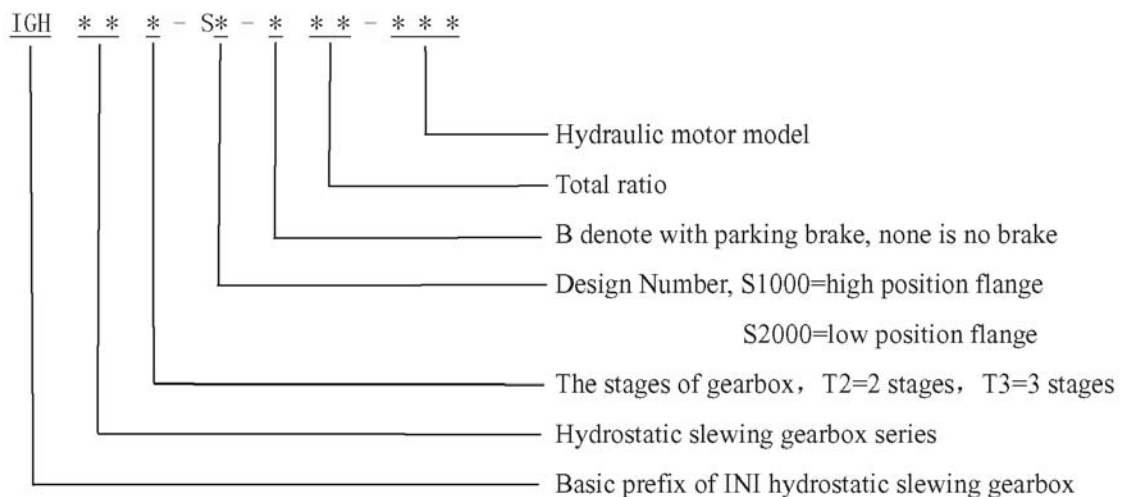 IGH * * * - S* - * * * - * * *
Hydraulic motor model
Total ratio
B denote with parking brake, none is no brake
Design Number, S1000=high position flange
S2000=low position flange
The stages of gearbox，T2=2 stages，T3=3 stages
Hydrostatic slewing gearbox series
Basic prefix of INI hydrostatic slewing gearbox